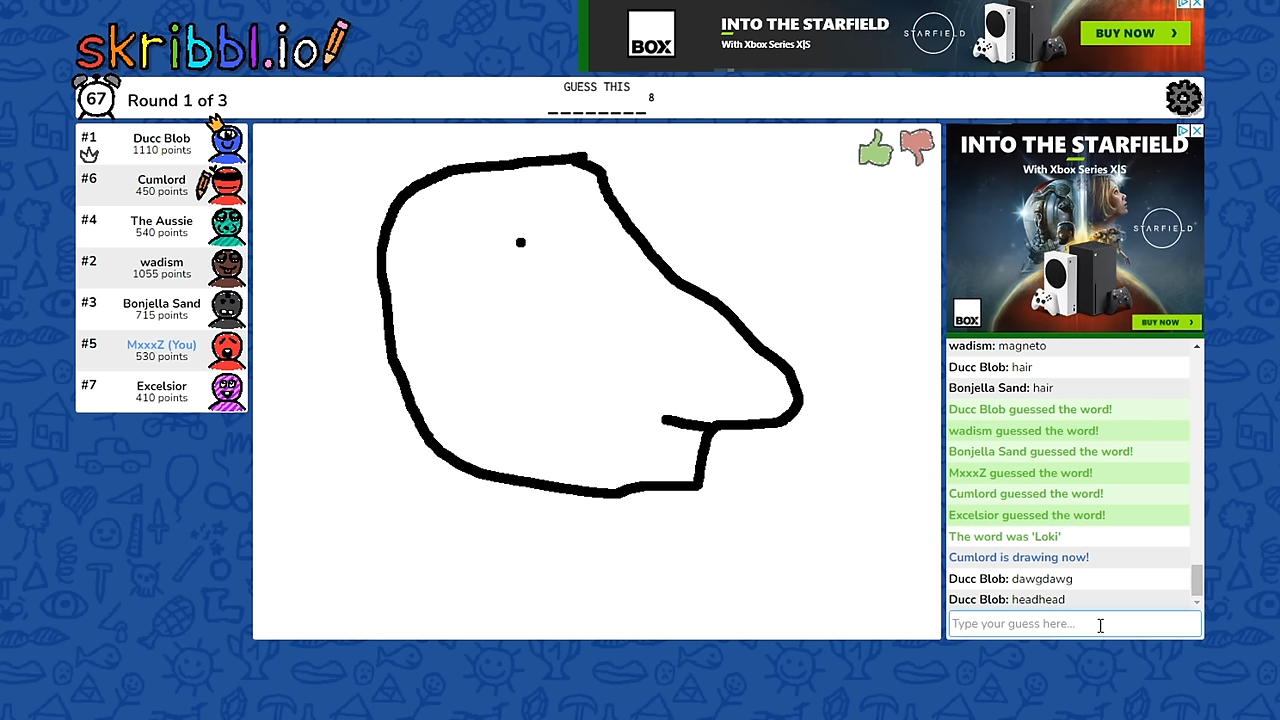 skribbl.io
XBOX
INTO THE STARFIELD
With Xbox Series X|S
STARFIELD
BUY NOW
67
Round 1 of 3
GUESS THIS
________ 8
#1
Ducc Blob
1110 points
#6
Cumlord
450 points
#4
The Aussie
540 points
#2
wadism
1055 points
#3
Bonjella Sand
715 points
#5
MxxxZ (You)
530 points
#7
Excelsior
410 points
INTO THE STARFIELD
With Xbox Series X|S
STARFIELD
XBOX
BUY NOW
wadism: magneto
Ducc Blob: hair
Bonjella Sand: hair
Ducc Blob guessed the word!
wadism guessed the word!
Bonjella Sand guessed the word!
MxxxZ guessed the word!
Cumlord guessed the word!
Excelsior guessed the word!
The word was 'Loki'
Cumlord is drawing now!
Ducc Blob: dawgdawg
Ducc Blob: headhead
Type your guess here...